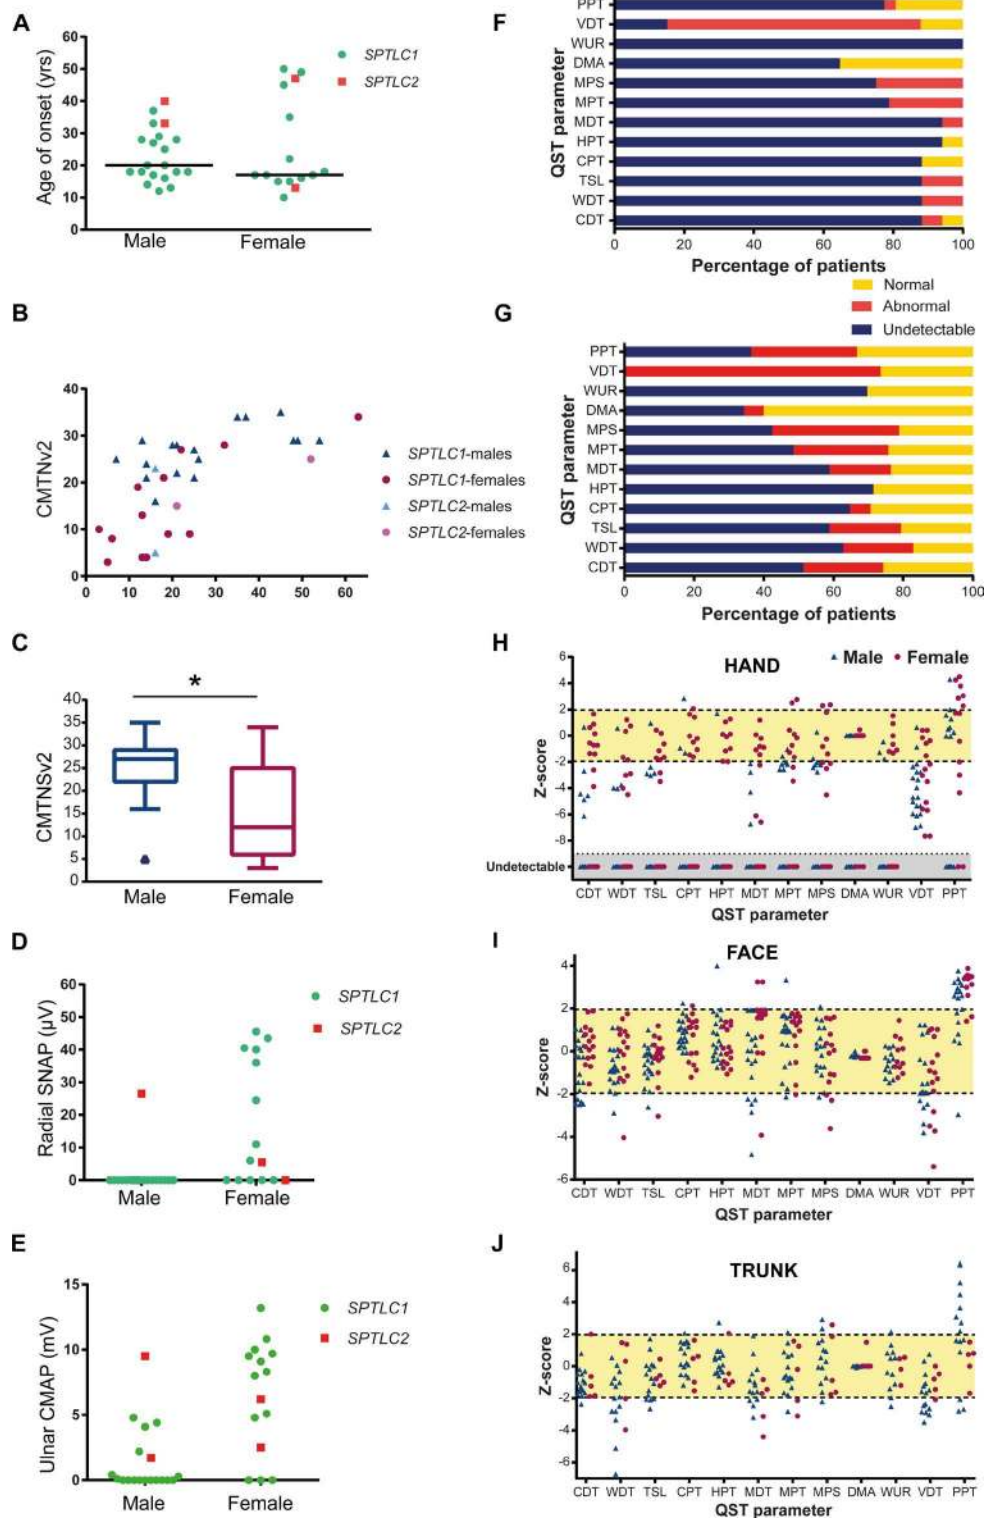 A
Age of onset (yrs)
60
50
40
30
20
10
0
SPTLC1
SPTLC2
Male
Female
B
CMTNv2
40
30
20
10
0
0 10 20 30 40 50 60
SPTLC1-males
SPTLC1-females
SPTLC2-males
SPTLC2-females
C
*
CMTNSv2
40
35
30
25
20
15
10
5
0
Male
Female
D
Radial SNAP (µV)
60
50
40
30
20
10
0
SPTLC1
SPTLC2
Male
Female
E
Ulnar CMAP (mV)
15
10
5
0
SPTLC1
SPTLC2
Male
Female
F
QST parameter
PPT
VDT
WUR
DMA
MPS
MPT
MDT
HPT
CPT
TSL
WDT
CDT
0 20 40 60 80 100
Percentage of patients
Normal
Abnormal
Undetectable
G
QST parameter
PPT
VDT
WUR
DMA
MPS
MPT
MDT
HPT
CPT
TSL
WDT
CDT
0 20 40 60 80 100
Percentage of patients
H
HAND
Male
Female
Z-score
6
4
2
0
-2
-4
-6
-8
Undetectable
CDT WDT TSL CPT HPT MDT MPT MPS DMA WUR VDT PPT
QST parameter
I
FACE
Z-score
4
2
0
-2
-4
-6
CDT WDT TSL CPT HPT MDT MPT MPS DMA WUR VDT PPT
QST parameter
J
TRUNK
Z-score
6
4
2
0
-2
-4
-6
CDT WDT TSL CPT HPT MDT MPT MPS DMA WUR VDT PPT
QST parameter